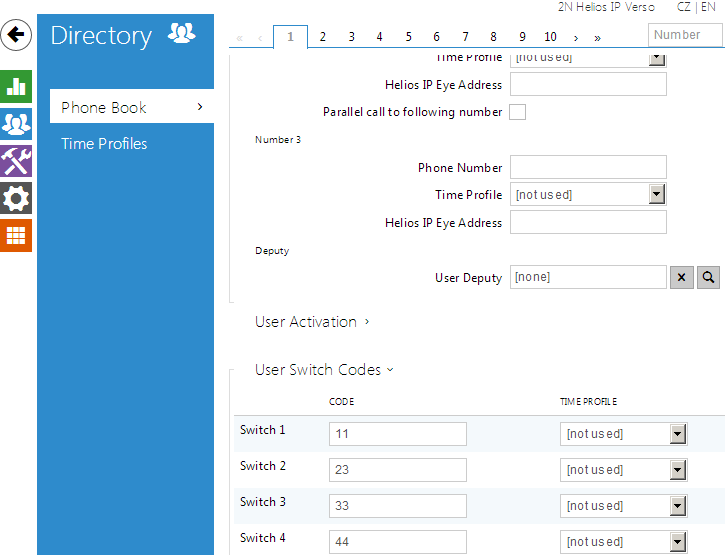 2N Helios IP Verso CZ | EN
Directory
« ‹ 1 2 3 4 5 6 7 8 9 10 › » Number
Phone Book ›
Time Profiles
Time Profile [not used]
Helios IP Eye Address
Parallel call to following number
Number 3
Phone Number
Time Profile [not used]
Helios IP Eye Address
Deputy
User Deputy [none]
User Activation ›
User Switch Codes
CODE TIME PROFILE
Switch 1 11 [not used]
Switch 2 23 [not used]
Switch 3 33 [not used]
Switch 4 44 [not used]